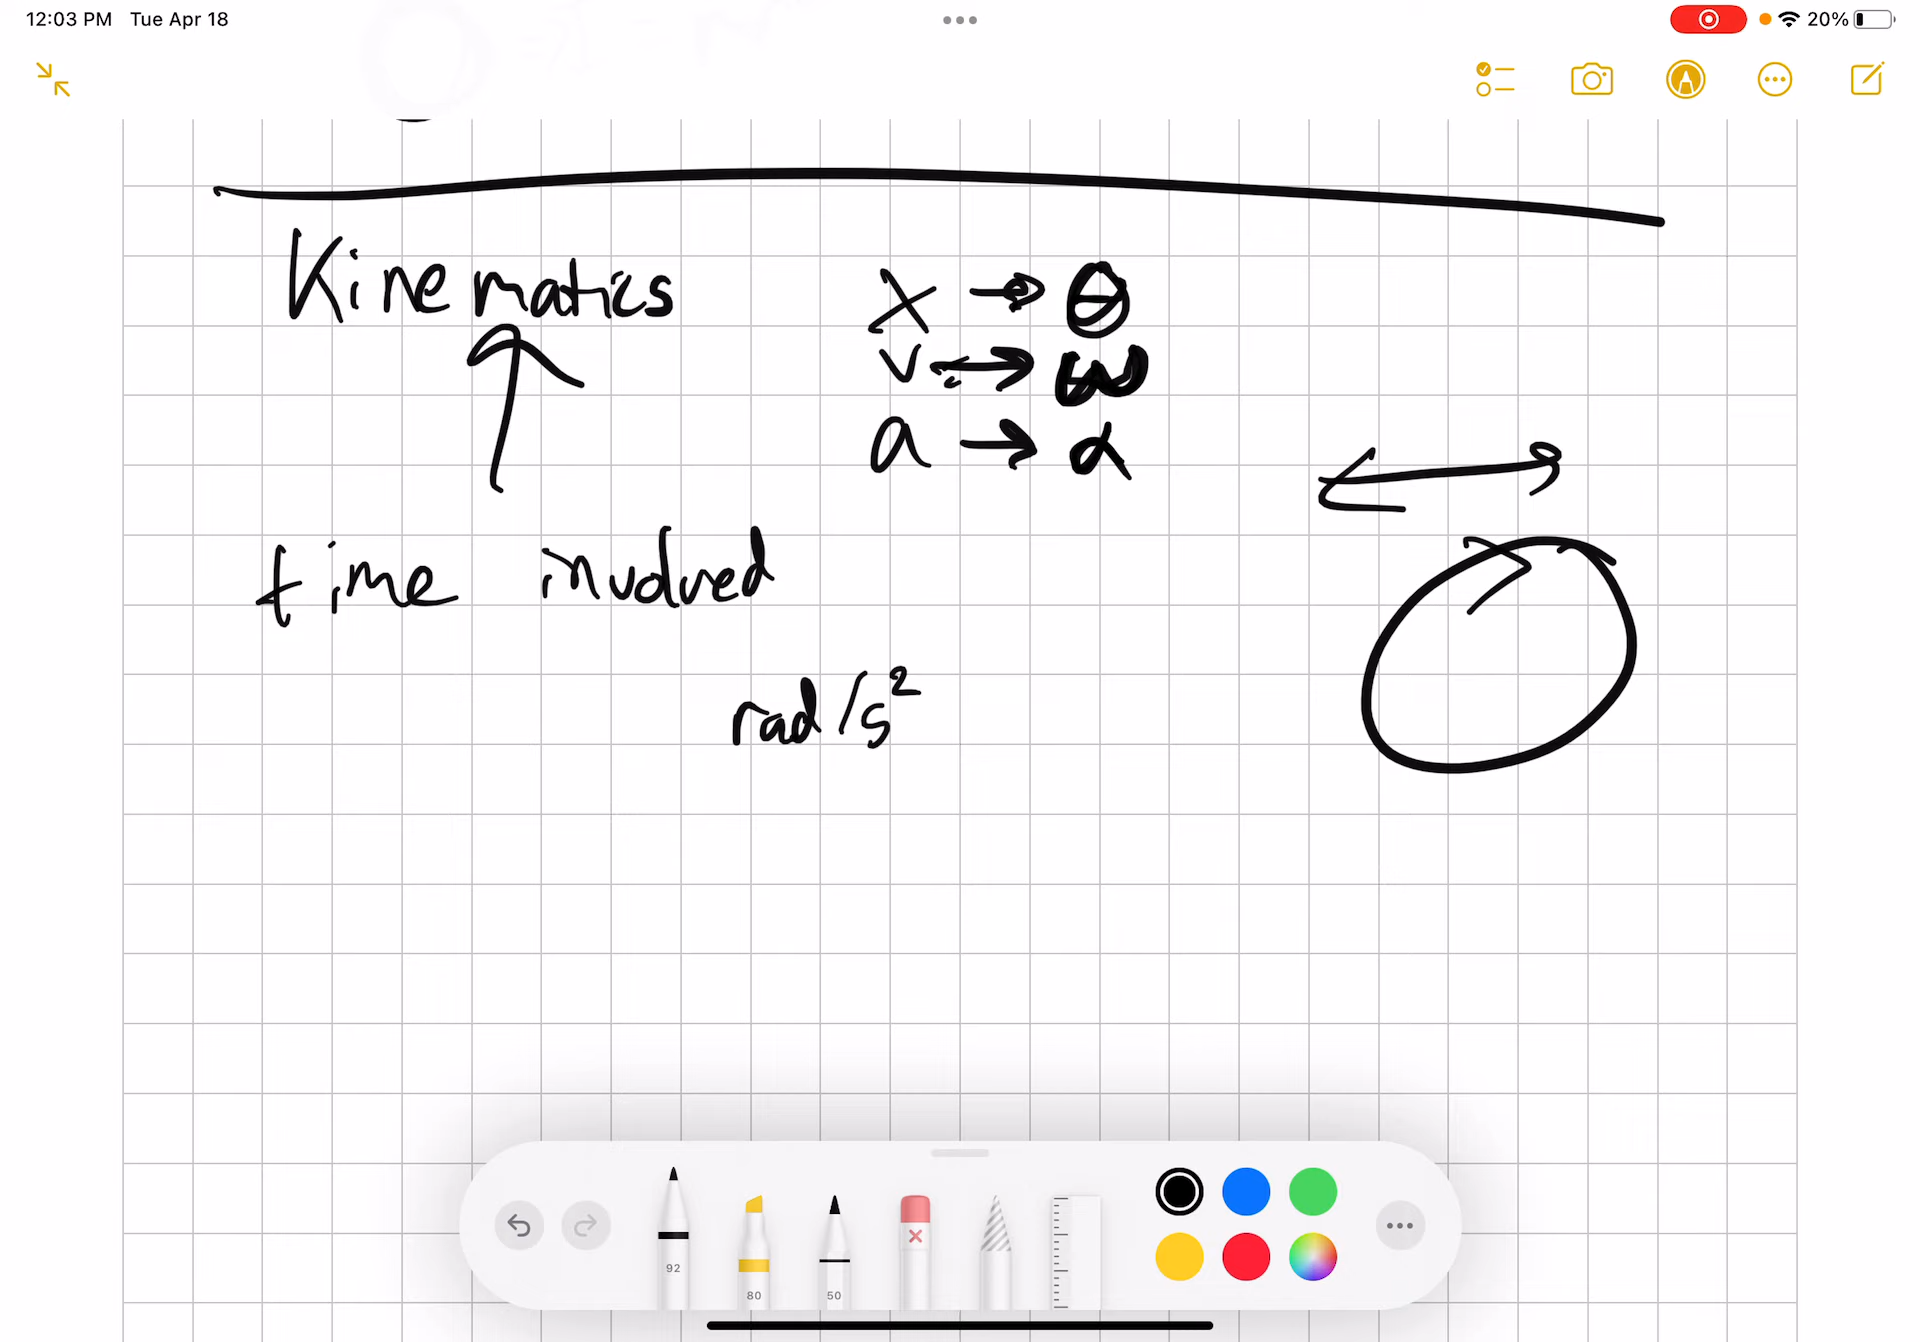 12:03 PM Tue Apr 18
20%
Kinematics
x → θ
v ↔ ω
a → α
time involved
rad/s²
92
80
50